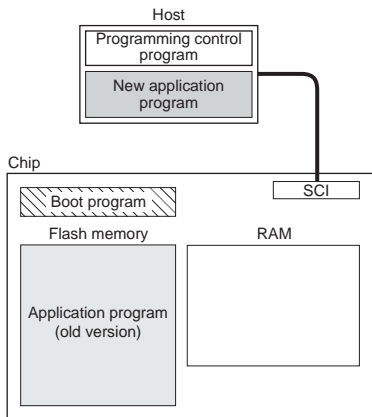 Host
Programming control
program
New application
program
Chip
SCI
Boot program
Flash memory
RAM
Application program
(old version)